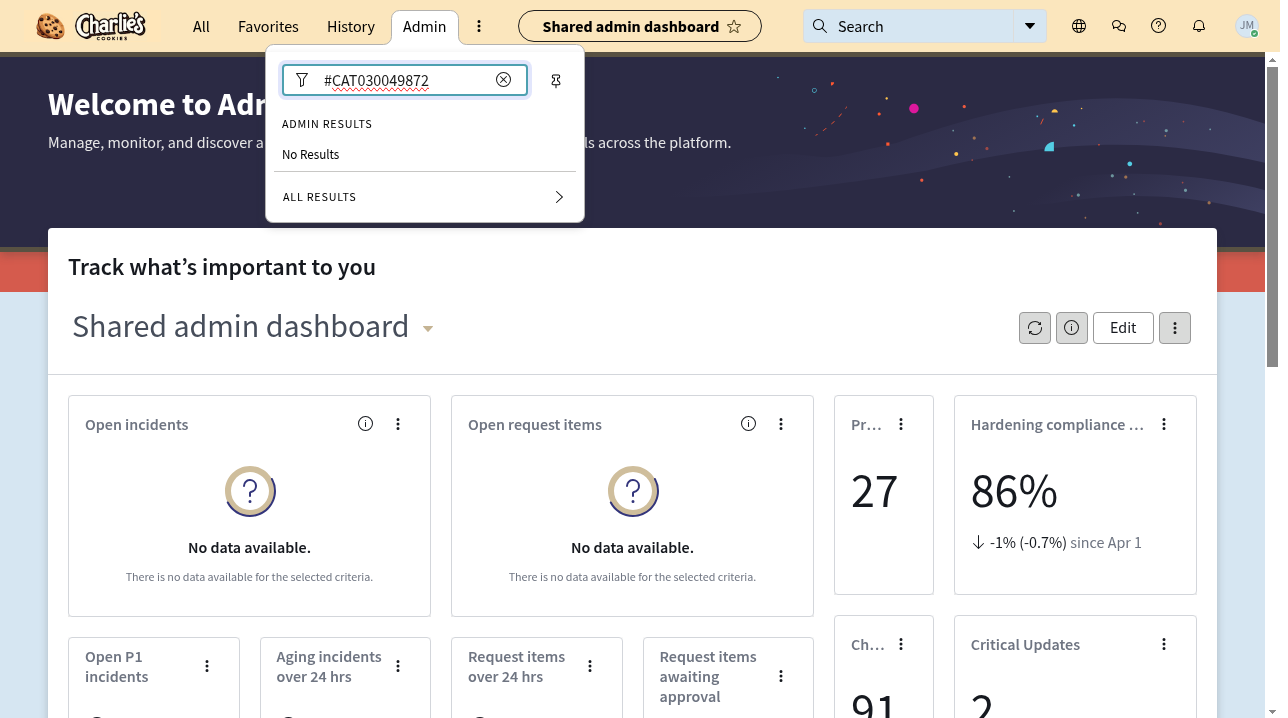 Charlie's
COOKIES
All
Favorites
History
Admin
Shared admin dashboard
Search
JM
#CAT030049872
ADMIN RESULTS
No Results
ALL RESULTS
Welcome to Adr
Manage, monitor, and discover a
ls across the platform.
Track what’s important to you
Shared admin dashboard
Edit
Open incidents
?
No data available.
There is no data available for the selected criteria.
Open request items
?
No data available.
There is no data available for the selected criteria.
Pr...
27
Hardening compliance ...
86%
-1% (-0.7%) since Apr 1
Open P1
incidents
Aging incidents
over 24 hrs
Request items
over 24 hrs
Request items
awaiting
approval
Ch...
91
Critical Updates
2